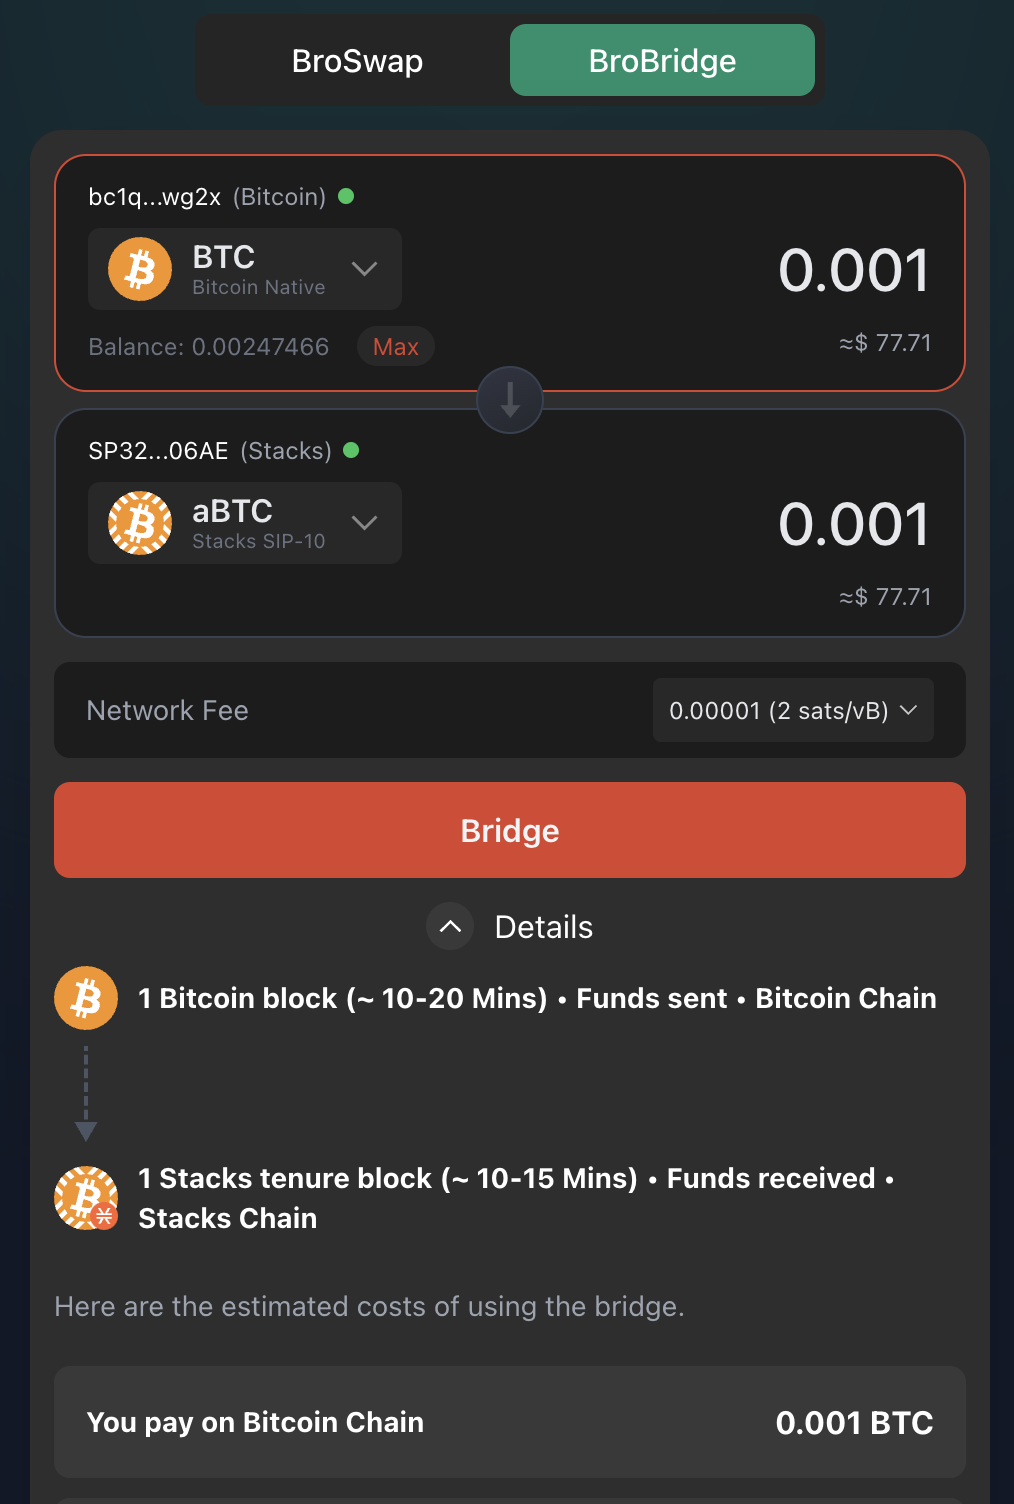 BroSwap
BroBridge
bc1q...wg2x (Bitcoin)
BTC
Bitcoin Native
0.001
Balance: 0.00247466
Max
≈$ 77.71
SP32...06AE (Stacks)
aBTC
Stacks SIP-10
0.001
≈$ 77.71
Network Fee
0.00001 (2 sats/vB)
Bridge
Details
1 Bitcoin block (~ 10-20 Mins) • Funds sent • Bitcoin Chain
1 Stacks tenure block (~ 10-15 Mins) • Funds received •
Stacks Chain
Here are the estimated costs of using the bridge.
You pay on Bitcoin Chain
0.001 BTC